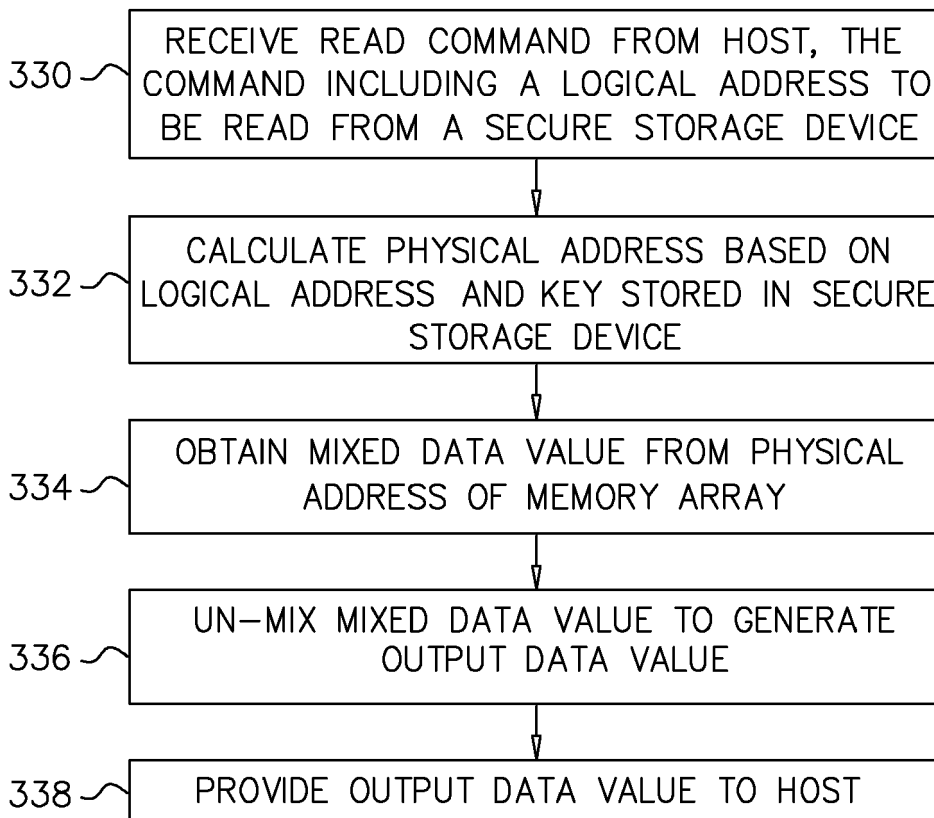 330 RECEIVE READ COMMAND FROM HOST, THE
COMMAND INCLUDING A LOGICAL ADDRESS TO
BE READ FROM A SECURE STORAGE DEVICE
332 CALCULATE PHYSICAL ADDRESS BASED ON
LOGICAL ADDRESS AND KEY STORED IN SECURE
STORAGE DEVICE
334 OBTAIN MIXED DATA VALUE FROM PHYSICAL
ADDRESS OF MEMORY ARRAY
336 UN-MIX MIXED DATA VALUE TO GENERATE
OUTPUT DATA VALUE
338 PROVIDE OUTPUT DATA VALUE TO HOST